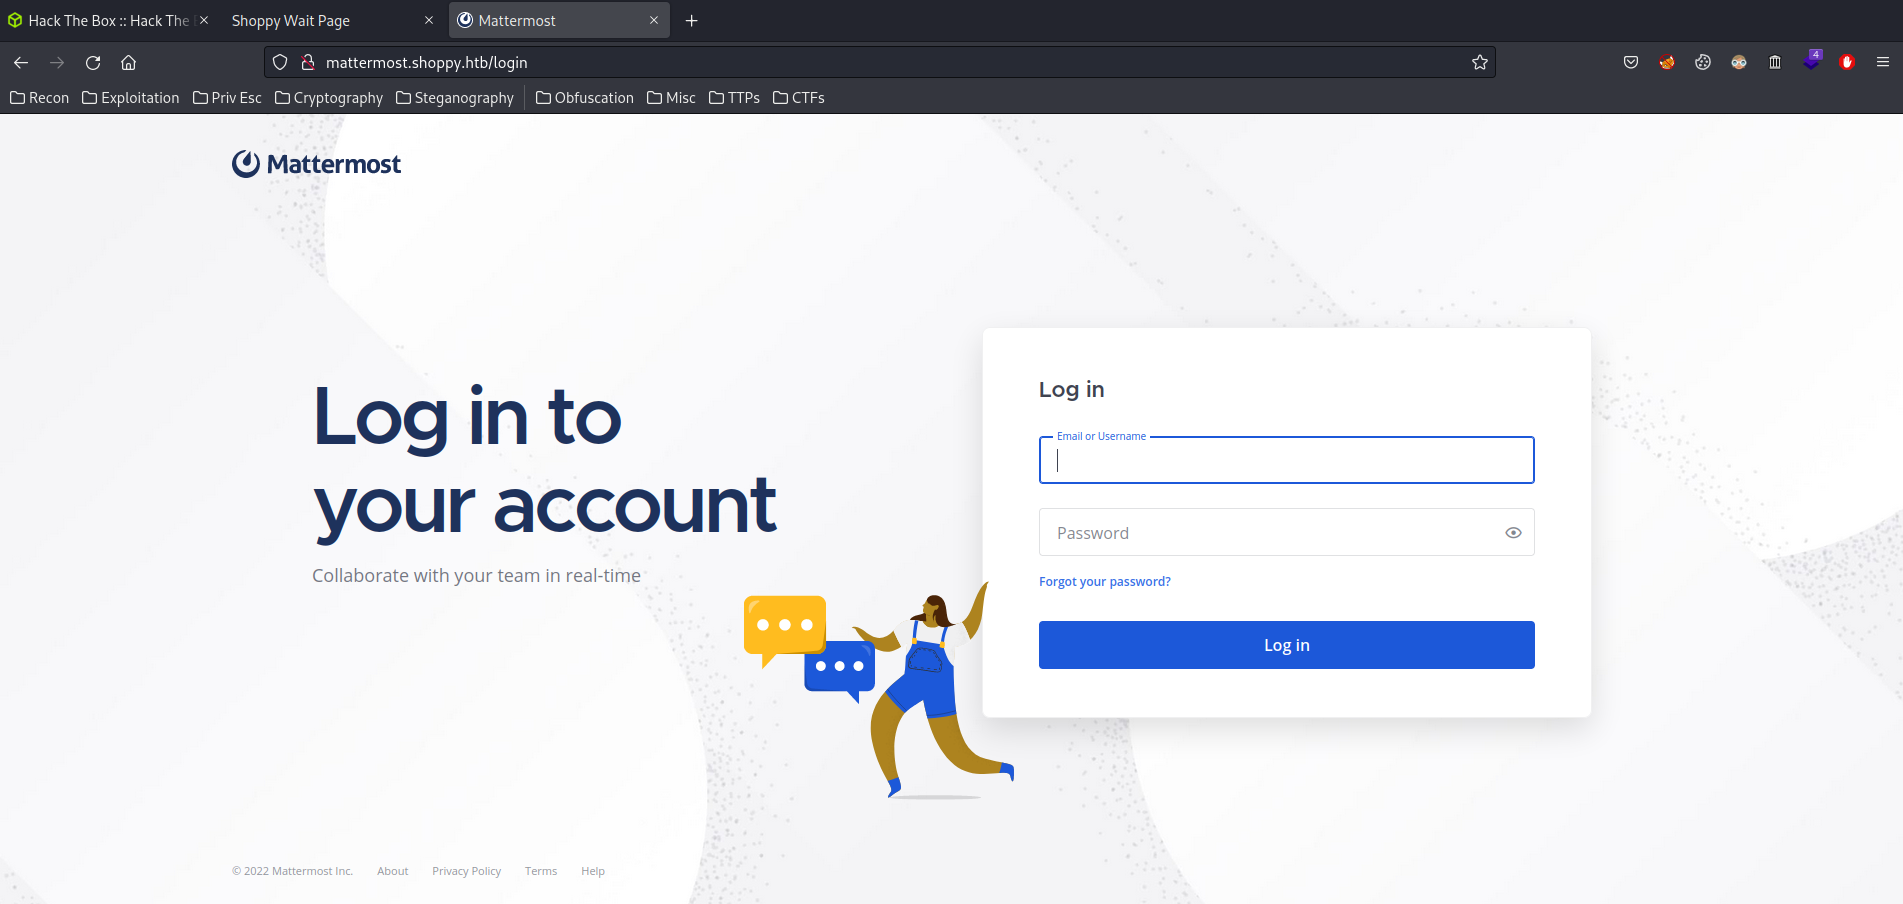 Hack The Box :: Hack The
Shoppy Wait Page
Mattermost
mattermost.shoppy.htb/login
4
Recon Exploitation Priv Esc Cryptography Steganography Obfuscation Misc TTPs CTFs
Mattermost
Log in to
your account
Collaborate with your team in real-time
Log in
Email or Username
Password
Forgot your password?
Log in
© 2022 Mattermost Inc. About Privacy Policy Terms Help